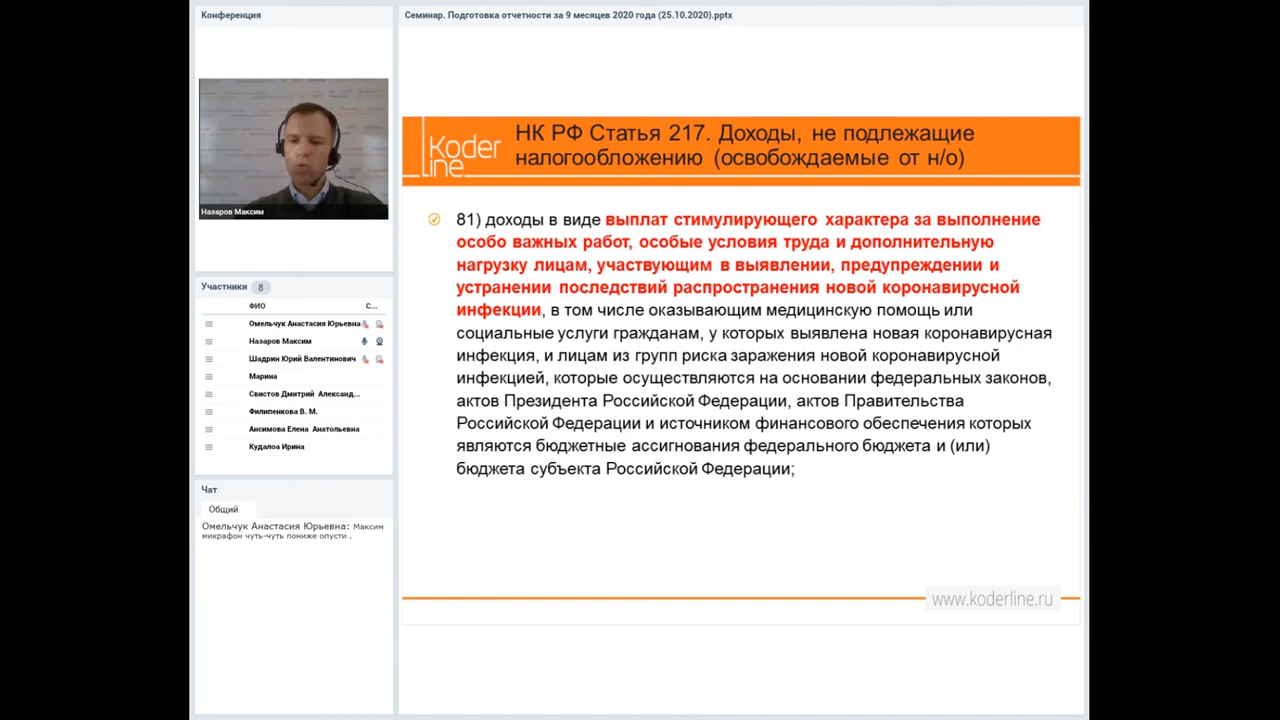 Конференция
Назаров Максим
Участники 8
ФИО С...
Омельчук Анастасия Юрьевна
Назаров Максим
Шадрин Юрий Валентинович
Марина
Свистов Дмитрий Александ...
Филипенкова В. М.
Ансимова Елена Анатольевна
Кудалоа Ирина
Чат
Общий
Омельчук Анастасия Юрьевна: Максим
микрафон чуть-чуть пониже опусти .
Семинар. Подготовка отчетности за 9 месяцев 2020 года (25.10.2020).pptx
Koder
line
НК РФ Статья 217. Доходы, не подлежащие
налогообложению (освобождаемые от н/о)
81) доходы в виде выплат стимулирующего характера за выполнение
особо важных работ, особые условия труда и дополнительную
нагрузку лицам, участвующим в выявлении, предупреждении и
устранении последствий распространения новой коронавирусной
инфекции, в том числе оказывающим медицинскую помощь или
социальные услуги гражданам, у которых выявлена новая коронавирусная
инфекция, и лицам из групп риска заражения новой коронавирусной
инфекцией, которые осуществляются на основании федеральных законов,
актов Президента Российской Федерации, актов Правительства
Российской Федерации и источником финансового обеспечения которых
являются бюджетные ассигнования федерального бюджета и (или)
бюджета субъекта Российской Федерации;
www.koderline.ru